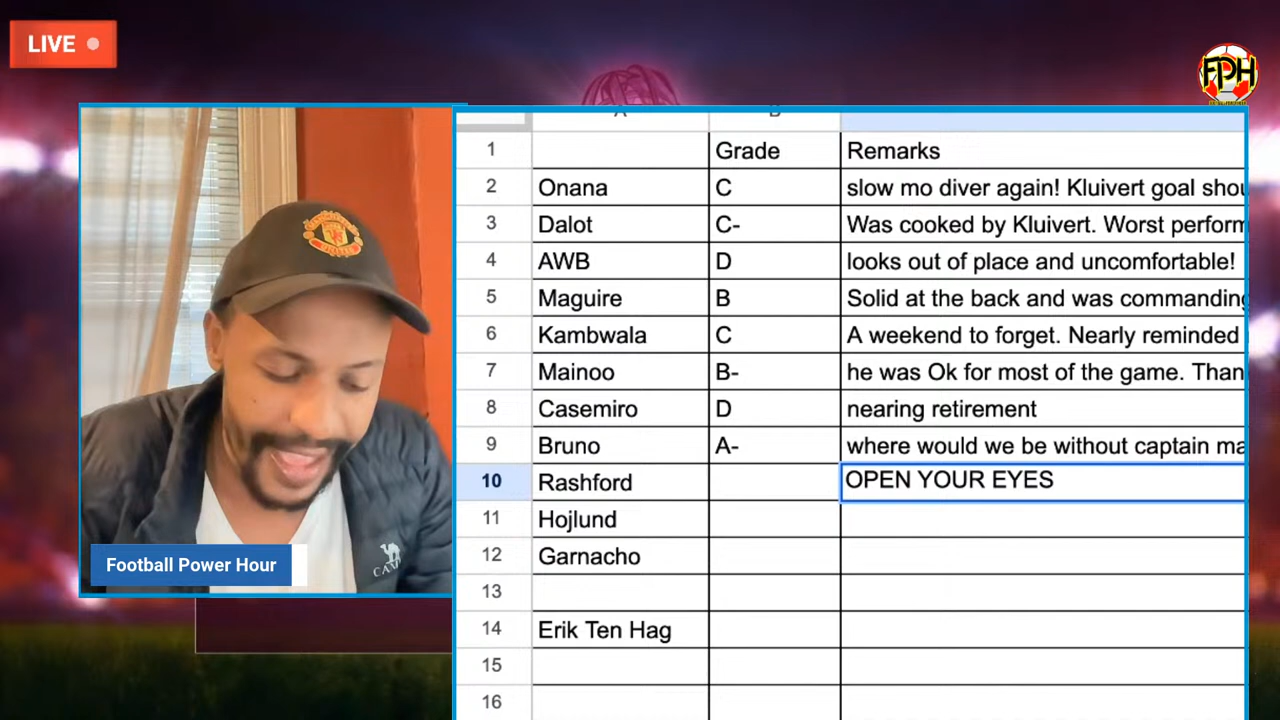 LIVE
FPH
A B
1 Grade Remarks
2 Onana C slow mo diver again! Kluivert goal
3 Dalot C- Was cooked by Kluivert. Worst
4 AWB D looks out of place and uncomfortable!
5 Maguire B Solid at the back and was commanding
6 Kambwala C A weekend to forget. Nearly reminded
7 Mainoo B- he was Ok for most of the game.
8 Casemiro D nearing retirement
9 Bruno A- where would we be without captain
10 Rashford OPEN YOUR EYES
11 Hojlund
12 Garnacho
13
14 Erik Ten Hag
15
16
Football Power Hour